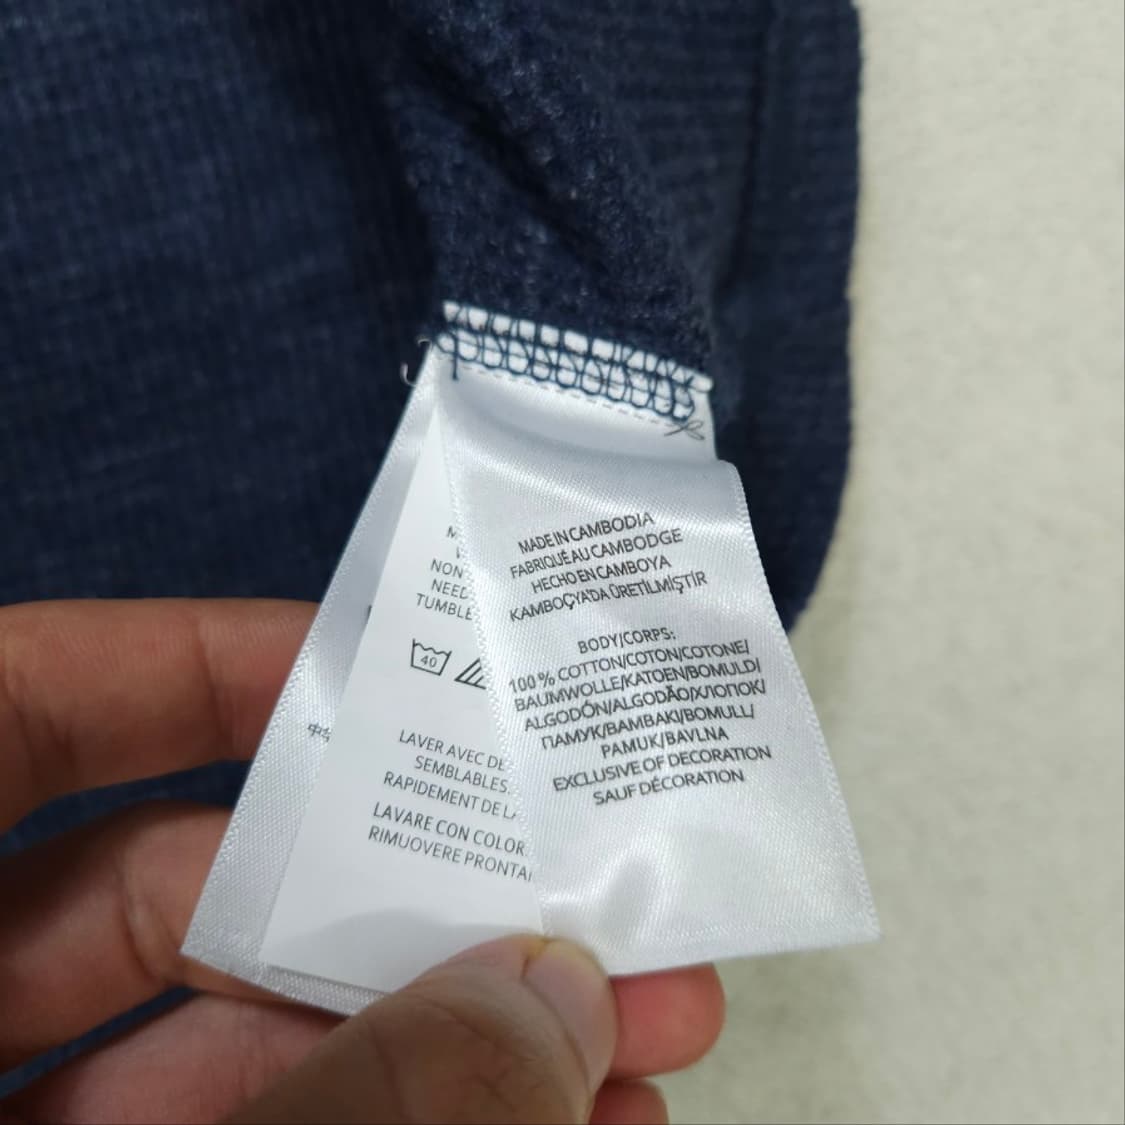 MADE IN CAMBODIA
FABRIQUÉ AU CAMBODGE
HECHO EN CAMBOYA
KAMBOÇYA'DA ÜRETİLMİŞTİR
BODY/CORPS:
100 % COTTON/COTON/COTONE/
BAUMWOLLE/KATOEN/BOMULD/
ALGODÓN/ALGODÃO/ХЛОПОК/
ПАМУК/BAMBAKI/BOMULL/
PAMUK/BAVLNA
EXCLUSIVE OF DECORATION
SAUF DÉCORATION
NON
NEED
TUMBLE
40
LAVER AVEC DE
SEMBLABLES.
RAPIDEMENT DE LA
LAVARE CON COLOR
RIMUOVERE PRONTA